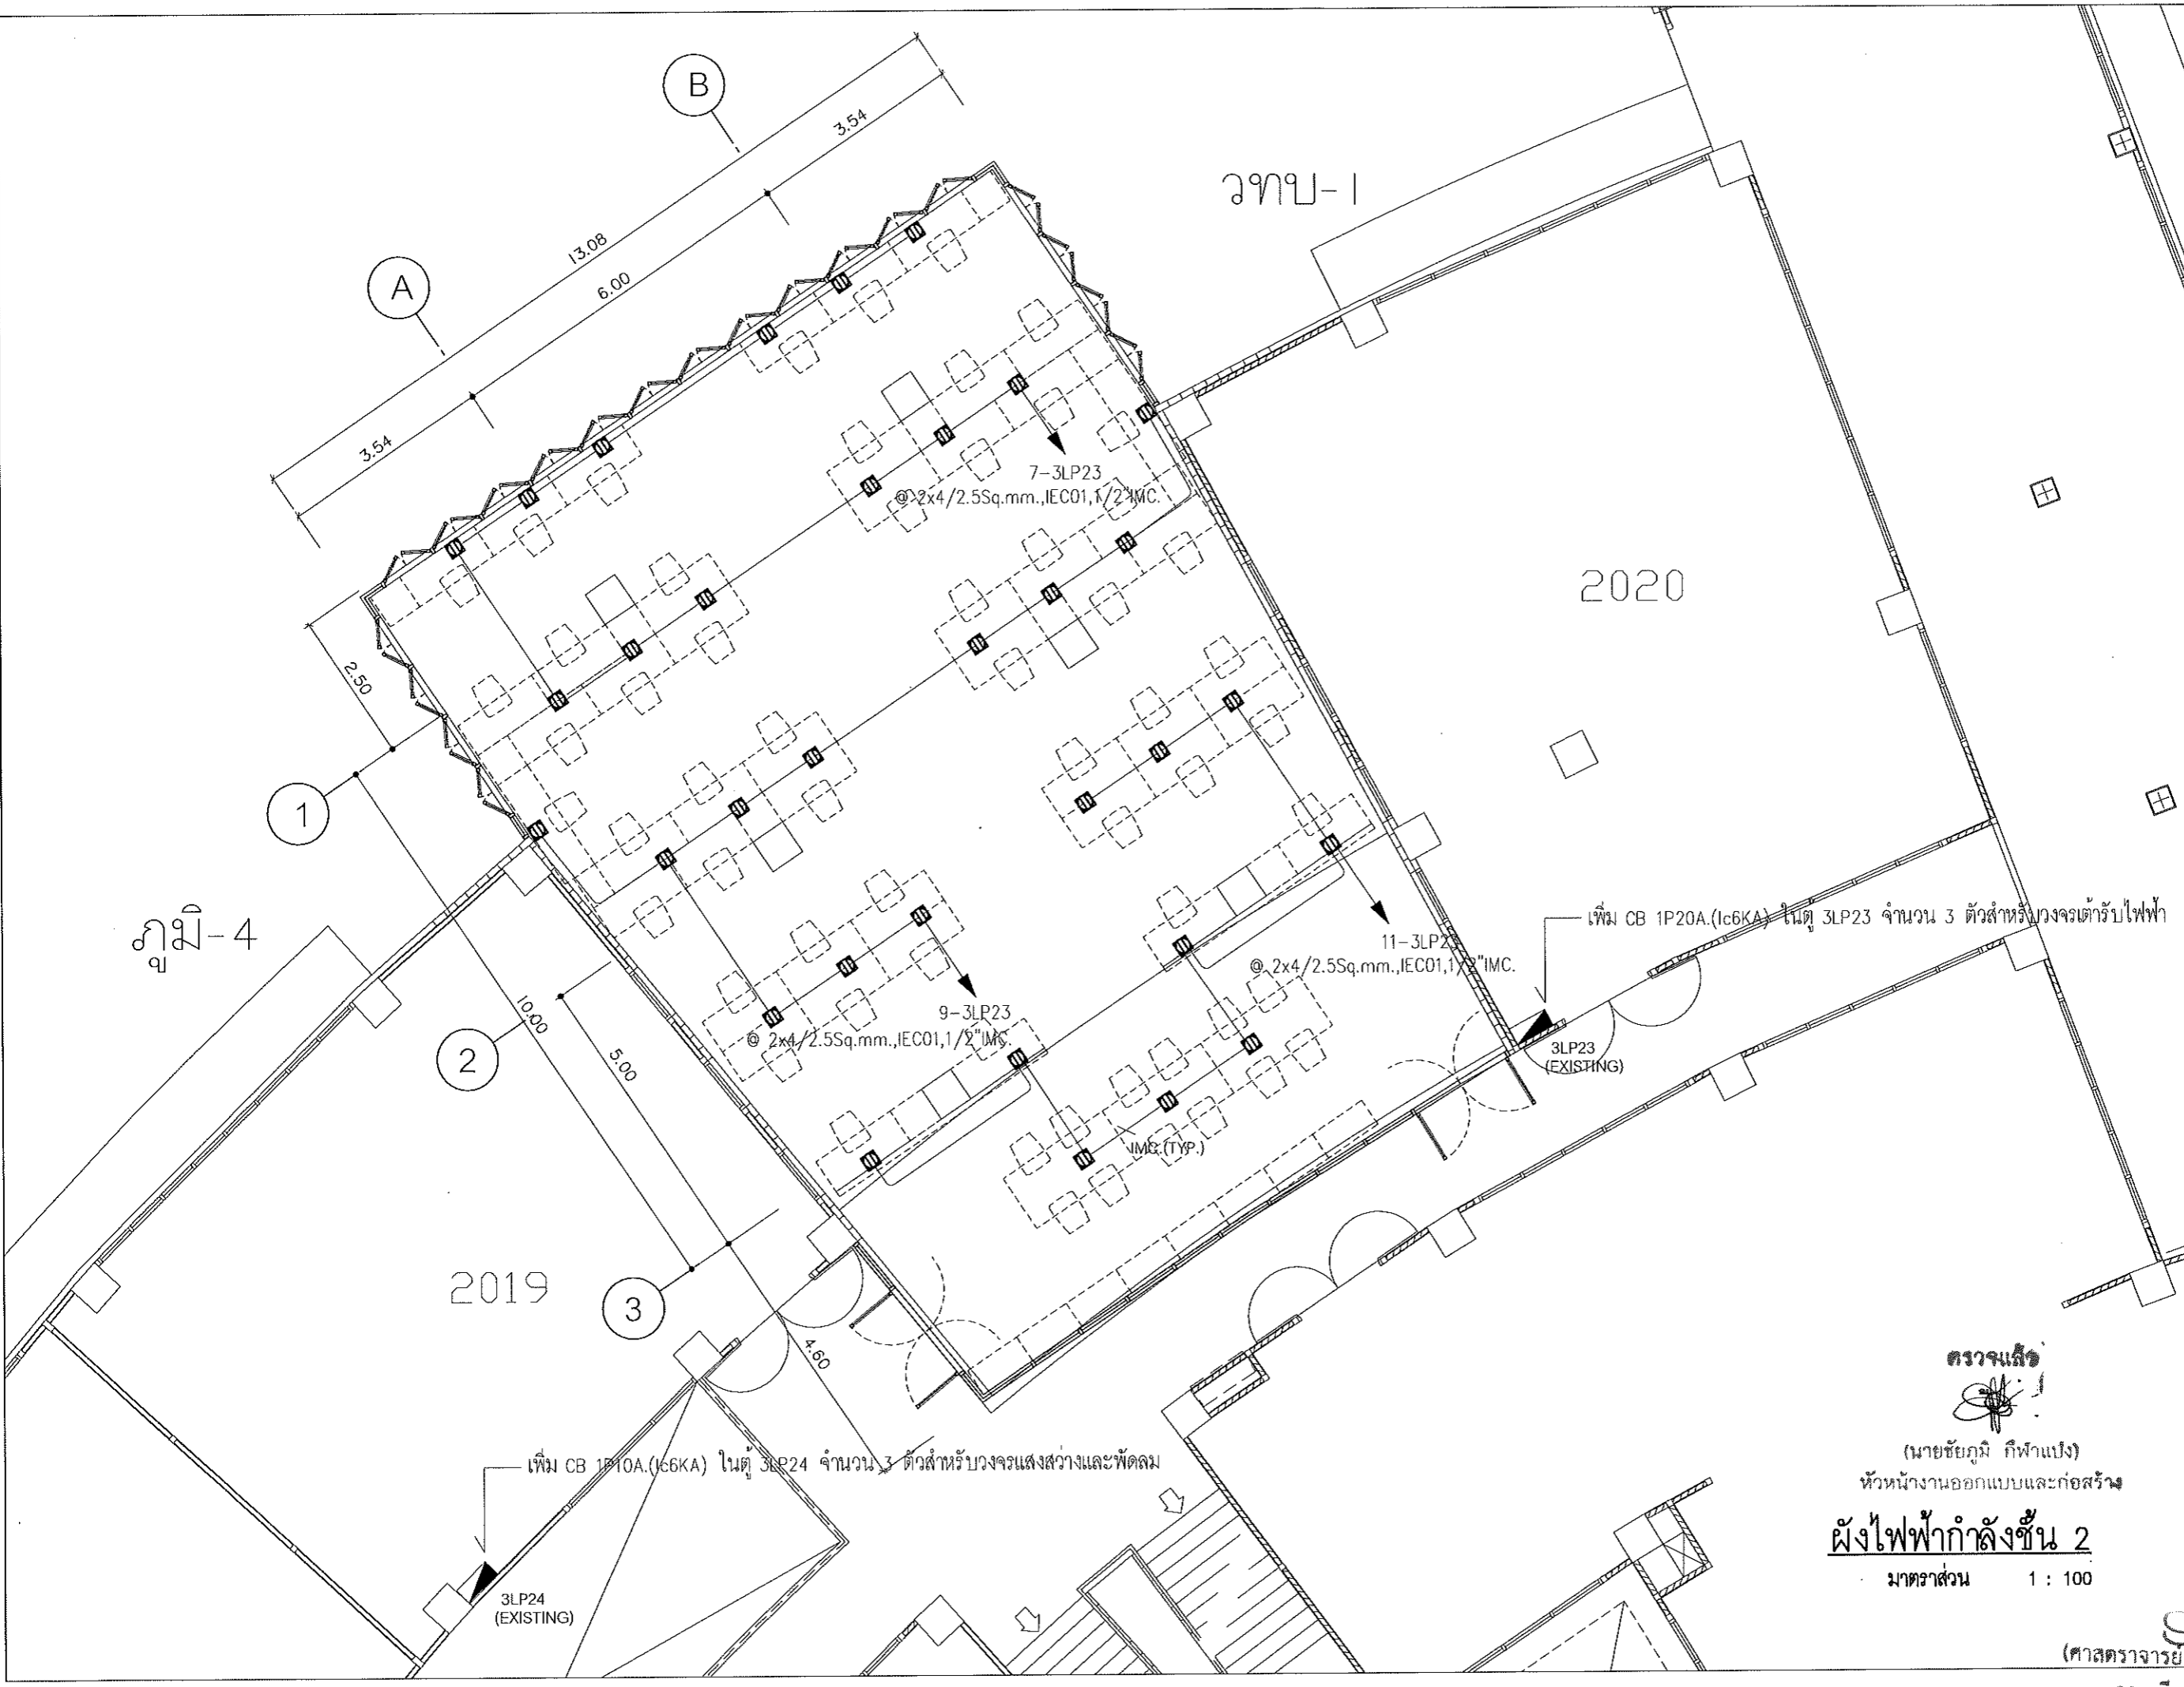 B
3.54
วทบ-1
13.08
A
6.00
3.54
7-3LP23
@ 2x4/2.5Sq.mm.,IEC01,1/2"IMC.
2020
2.50
1
ภูมิ-4
เพิ่ม CB 1P20A.(Ic6KA) ในตู้ 3LP23 จำนวน 3 ตัวสำหรับวงจรเต้ารับไฟฟ้า
11-3LP23
@ 2x4/2.5Sq.mm.,IEC01,1/2"IMC.
10.00
9-3LP23
@ 2x4/2.5Sq.mm.,IEC01,1/2"IMC.
2
5.00
3LP23
(EXISTING)
IMC.(TYP.)
2019
3
4.60
ตรวจแล้ว
(นายชัยภูมิ กีฬาแปง)
หัวหน้างานออกแบบและก่อสร้าง
เพิ่ม CB 1P10A.(Ic6KA) ในตู้ 3LP24 จำนวน 3 ตัวสำหรับวงจรแสงสว่างและพัดลม
ผังไฟฟ้ากำลังชั้น 2
มาตราส่วน 1 : 100
3LP24
(EXISTING)
(ศาสตราจารย์